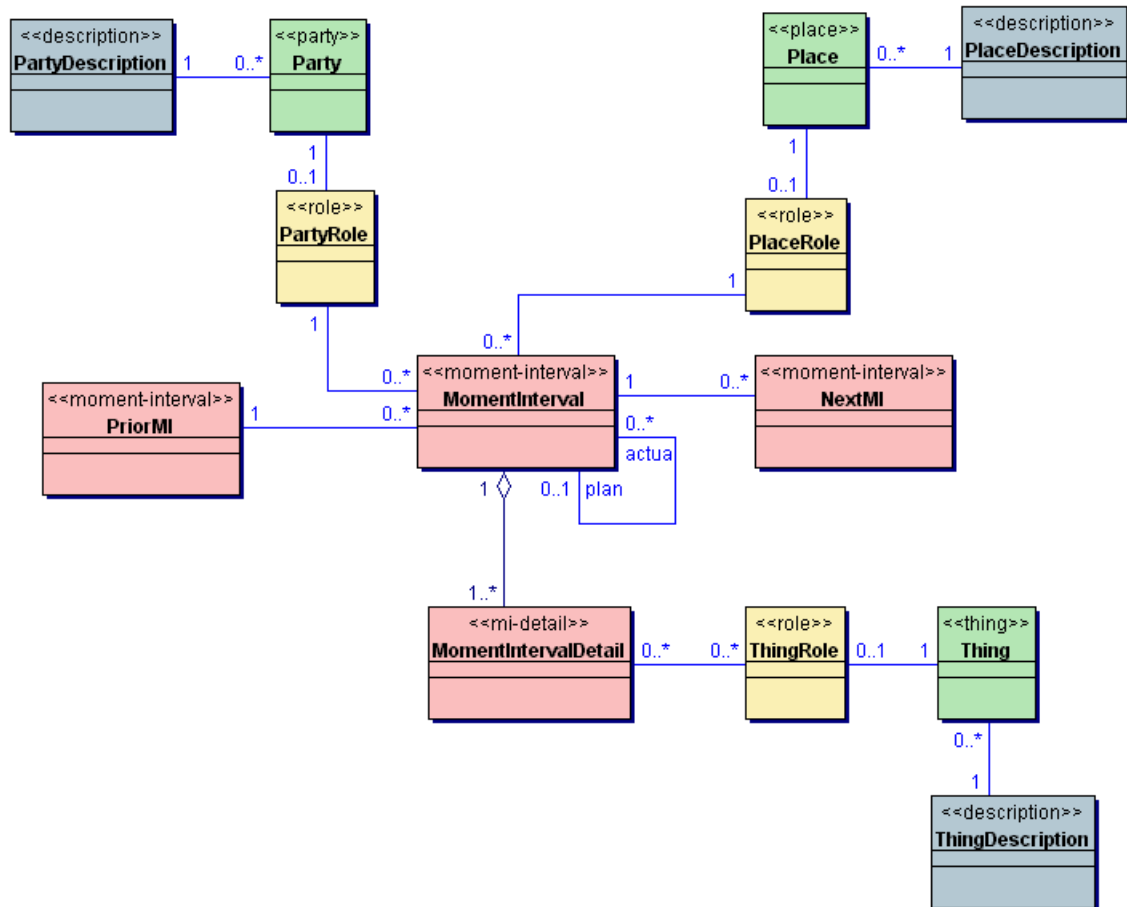 <<description>>
PartyDescription
1
0..*
<<party>>
Party
<<place>>
Place
0..*
1
<<description>>
PlaceDescription
1
0..1
<<role>>
PartyRole
1
0..1
<<role>>
PlaceRole
1
1
0..*
0..*
<<moment-interval>>
PriorMI
1
0..*
<<moment-interval>>
MomentInterval
1
0..*
<<moment-interval>>
NextMI
0..*
actua
0..1
plan
1
1..*
<<mi-detail>>
MomentIntervalDetail
0..*
0..*
<<role>>
ThingRole
0..1
1
<<thing>>
Thing
0..*
1
<<description>>
ThingDescription